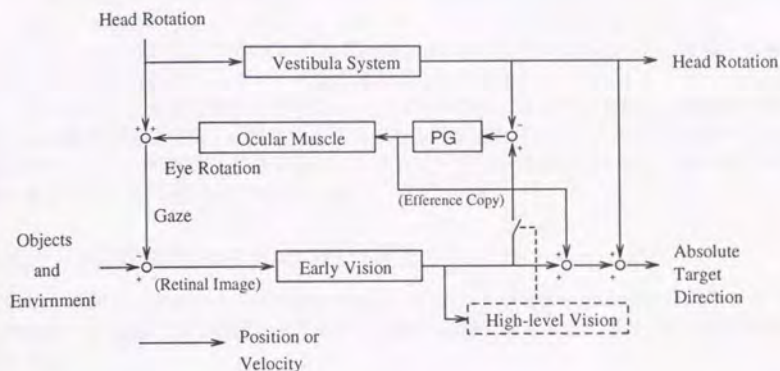 Head Rotation
Vestibula System
Head Rotation
+ + Ocular Muscle PG - +
Eye Rotation
(Efference Copy)
Gaze
Objects
and
Envirnment
- + (Retinal Image)
Early Vision
+ + + +
Absolute
Target
Direction
High-level Vision
Position or
Velocity